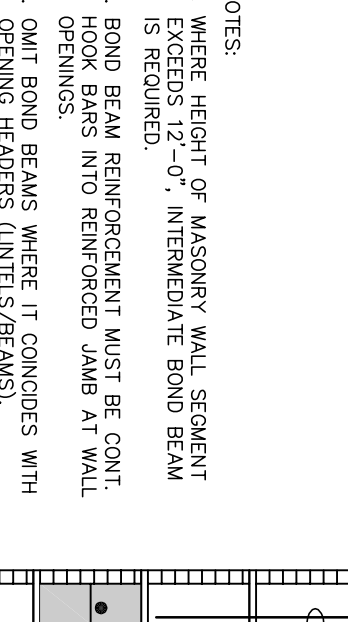 OTES:
WHERE HEIGHT OF MASONRY WALL SEGMENT
EXCEEDS 12'-0", INTERMEDIATE BOND BEAM
IS REQUIRED.
. BOND BEAM REINFORCEMENT MUST BE CONT.
HOOK BARS INTO REINFORCED JAMB AT WALL
OPENINGS.
. OMIT BOND BEAMS WHERE IT COINCIDES WITH
OPENING HEADERS (LINTELS/BEAMS).